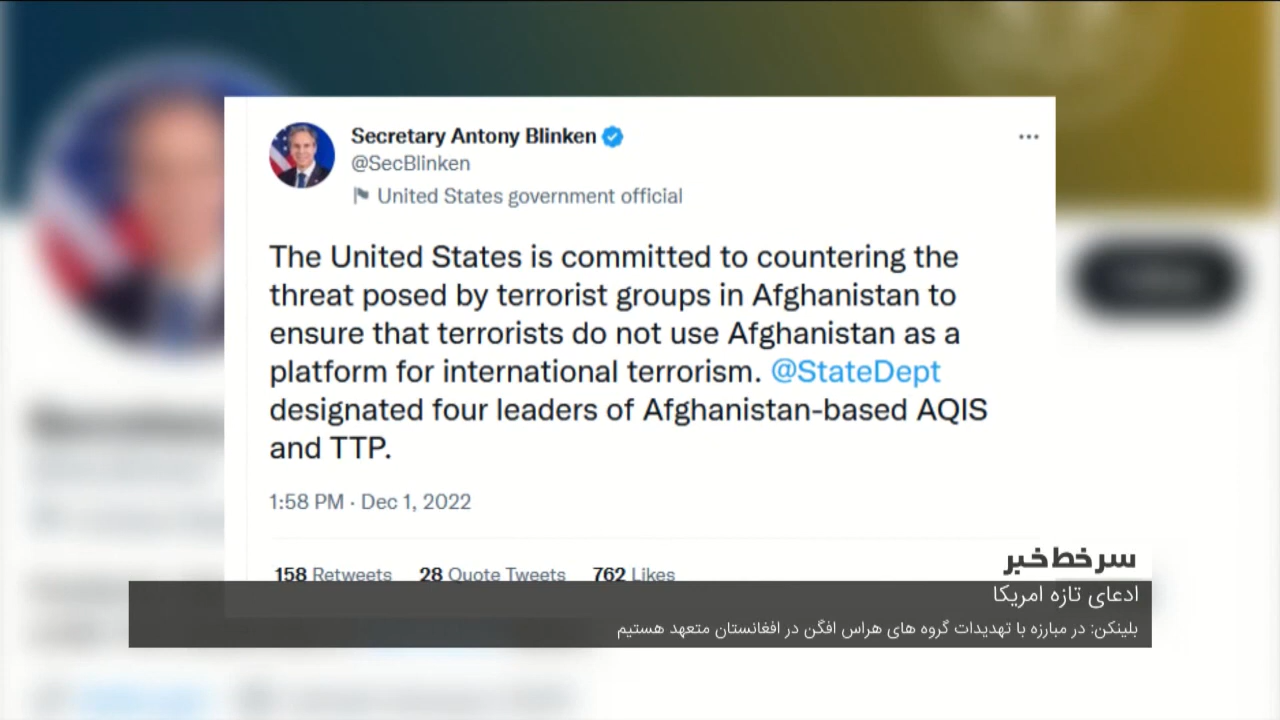 Secretary Antony Blinken
@SecBlinken
United States government official
The United States is committed to countering the
threat posed by terrorist groups in Afghanistan to
ensure that terrorists do not use Afghanistan as a
platform for international terrorism. @StateDept
designated four leaders of Afghanistan-based AQIS
and TTP.
1:58 PM · Dec 1, 2022
158 Retweets 28 Quote Tweets 762 Likes
سرخط خبر
ادعای تازه امریکا
بلینکن: در مبارزه با تهدیدات گروه های هراس افگن در افغانستان متعهد هستیم